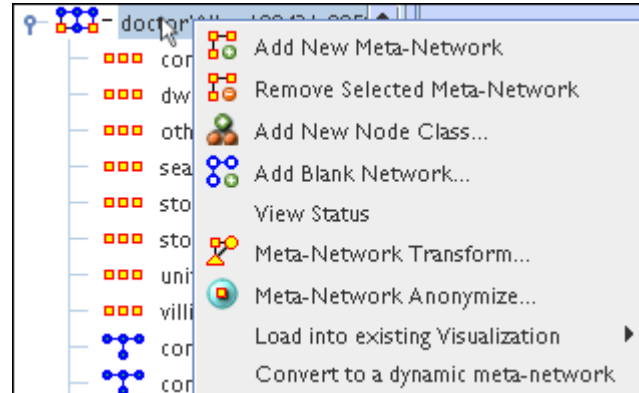 Add New Meta-Network
Remove Selected Meta-Network
Add New Node Class...
Add Blank Network...
View Status
Meta-Network Transform...
Meta-Network Anonymize...
Load into existing Visualization
Convert to a dynamic meta-network